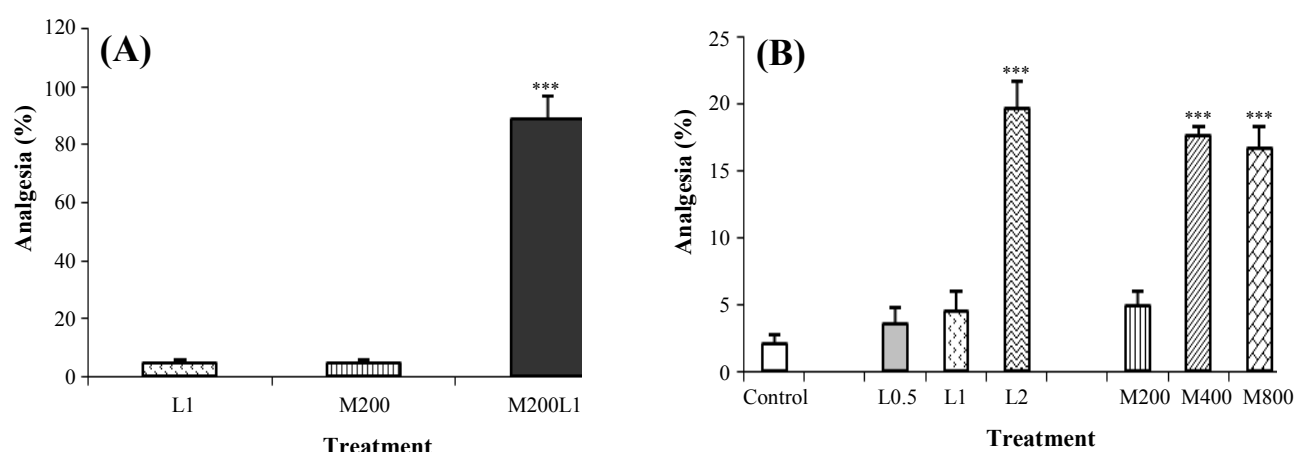 (A)
Analgesia (%)
120
100
80
60
40
20
0
***
L1 M200 M200L1
Treatment
(B)
Analgesia (%)
25
20
15
10
5
0
***
*** ***
Control L0.5 L1 L2 M200 M400 M800
Treatment